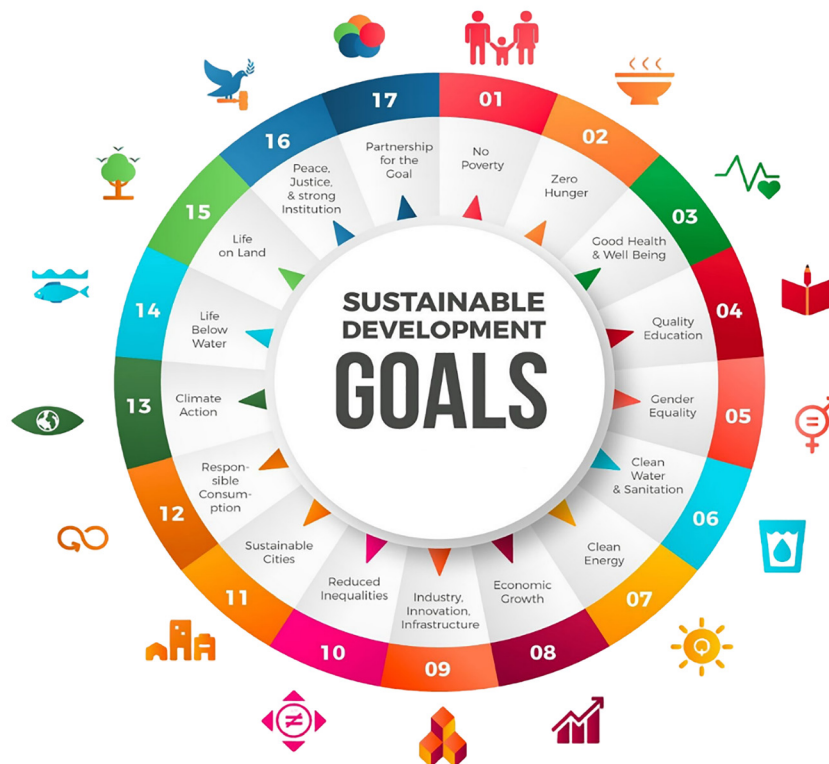 SUSTAINABLE
DEVELOPMENT
GOALS
01
No
Poverty
02
Zero
Hunger
03
Good Health
& Well Being
04
Quality
Education
05
Gender
Equality
06
Clean
Water
& Sanitation
07
Clean
Energy
08
Economic
Growth
09
Industry,
Innovation,
Infrastructure
10
Reduced
Inequalities
11
Sustainable
Cities
12
Respon-
sible
Consum-
ption
13
Climate
Action
14
Life
Below
Water
15
Life
on Land
16
Peace,
Justice,
& strong
Institution
17
Partnership
for the
Goal